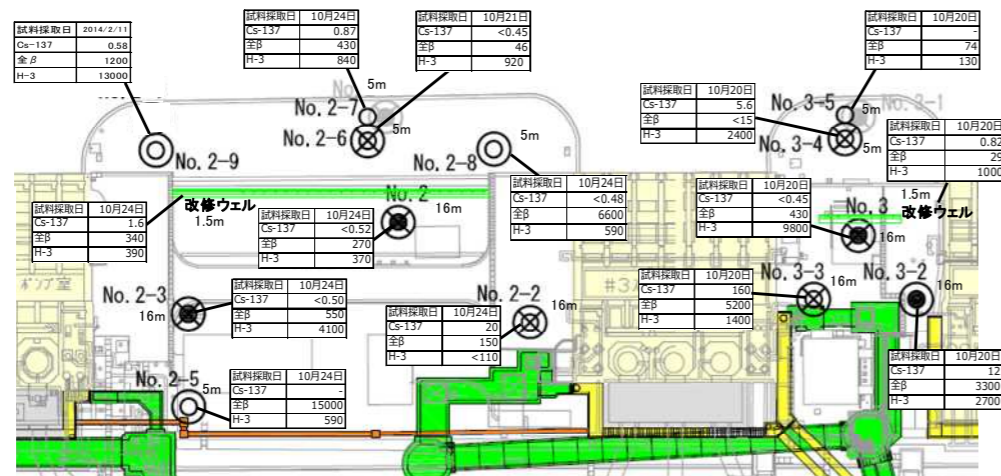 試料採取日 2014/2/11
Cs-137 0.58
全β 1200
H-3 13000
試料採取日 10月24日
Cs-137 0.87
全β 430
H-3 840
試料採取日 10月21日
Cs-137 <0.45
全β 46
H-3 920
試料採取日 10月20日
Cs-137 -
全β 74
H-3 130
試料採取日 10月20日
Cs-137 5.6
全β <15
H-3 2400
試料採取日 10月20日
Cs-137 0.82
全β 29
H-3 1000
5m
No. 2-7
No. 2-6
5m
No. 2-9
No. 2-8
5m
No. 3-5
5m
No. 3-1
No. 3-4
5m
試料採取日 10月24日
Cs-137 1.6
全β 340
H-3 390
改修ウェル
1.5m
No. 2
16m
試料採取日 10月24日
Cs-137 <0.52
全β 270
H-3 370
試料採取日 10月24日
Cs-137 <0.48
全β 6600
H-3 590
試料採取日 10月20日
Cs-137 <0.45
全β 430
H-3 9800
1.5m
改修ウェル
No. 3
16m
ポンプ室
No. 2-3
16m
試料採取日 10月24日
Cs-137 <0.50
全β 550
H-3 4100
No. 2-2
16m
試料採取日 10月24日
Cs-137 20
全β 150
H-3 <110
試料採取日 10月20日
Cs-137 160
全β 5200
H-3 1400
No. 3-3
16m
No. 3-2
16m
No. 2-5
5m
試料採取日 10月24日
Cs-137 -
全β 15000
H-3 590
試料採取日 10月20日
Cs-137 12
全β 3300
H-3 2700